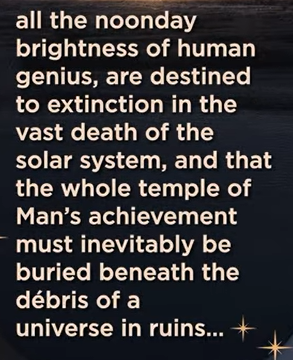 all the noonday
brightness of human
genius, are destined
to extinction in the
vast death of the
solar system, and that
the whole temple of
Man’s achievement
must inevitably be
buried beneath the
débris of a
universe in ruins...